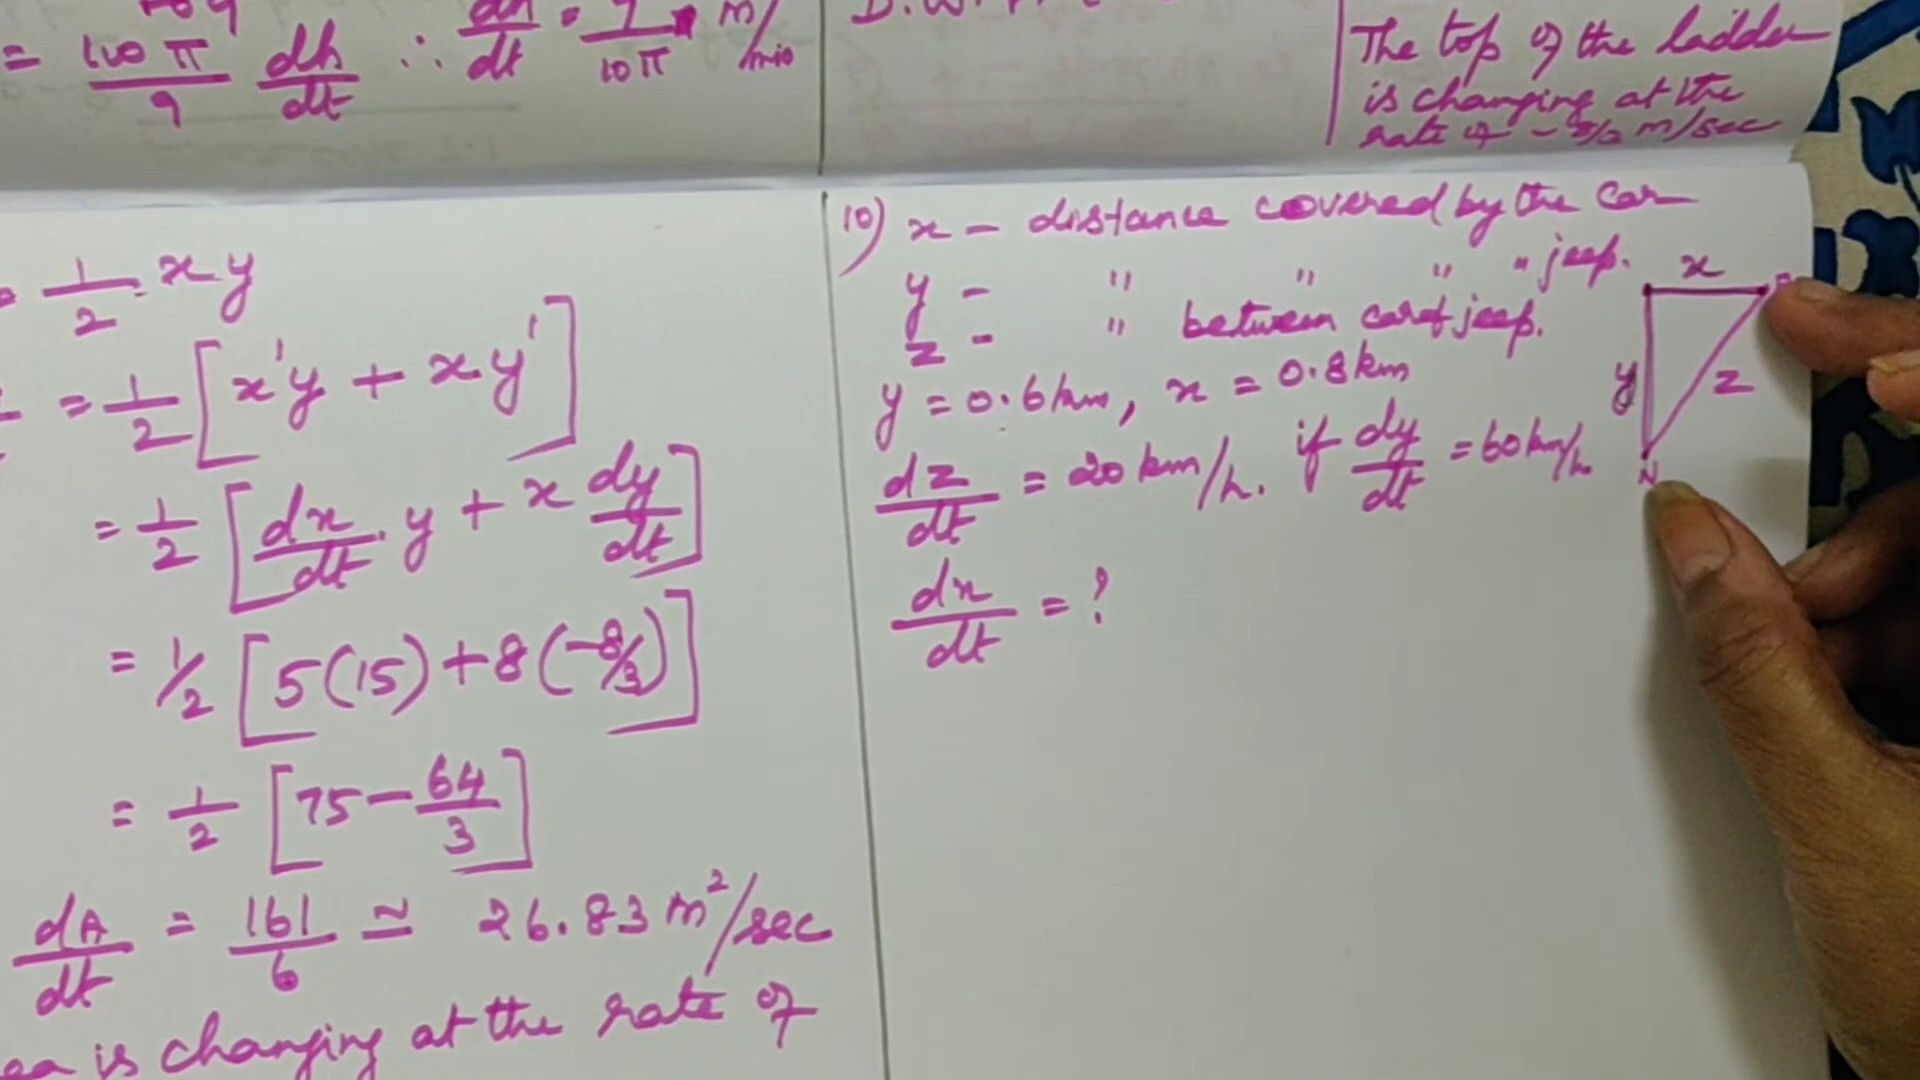 = 110 π / 9 dh/dt ∴ dh/dt = 9/10π m/min
The top of the ladder
is changing at the
rate of - 8/3 m/sec
= 1/2 . x y
= 1/2 [x'y + x y']
= 1/2 [dx/dt . y + x dy/dt]
= 1/2 [5(15) + 8(-8/3)]
= 1/2 [75 - 64/3]
dA/dt = 161/6 ≃ 26.83 m²/sec
is changing at the rate of
10) x - distance covered by the car
y - " " " " jeep.
z - " between car & jeep.
y = 0.6 km, x = 0.8 km
dz/dt = 20 km/h. if dy/dt = 60 km/h
dx/dt = ?
x
y
z
N